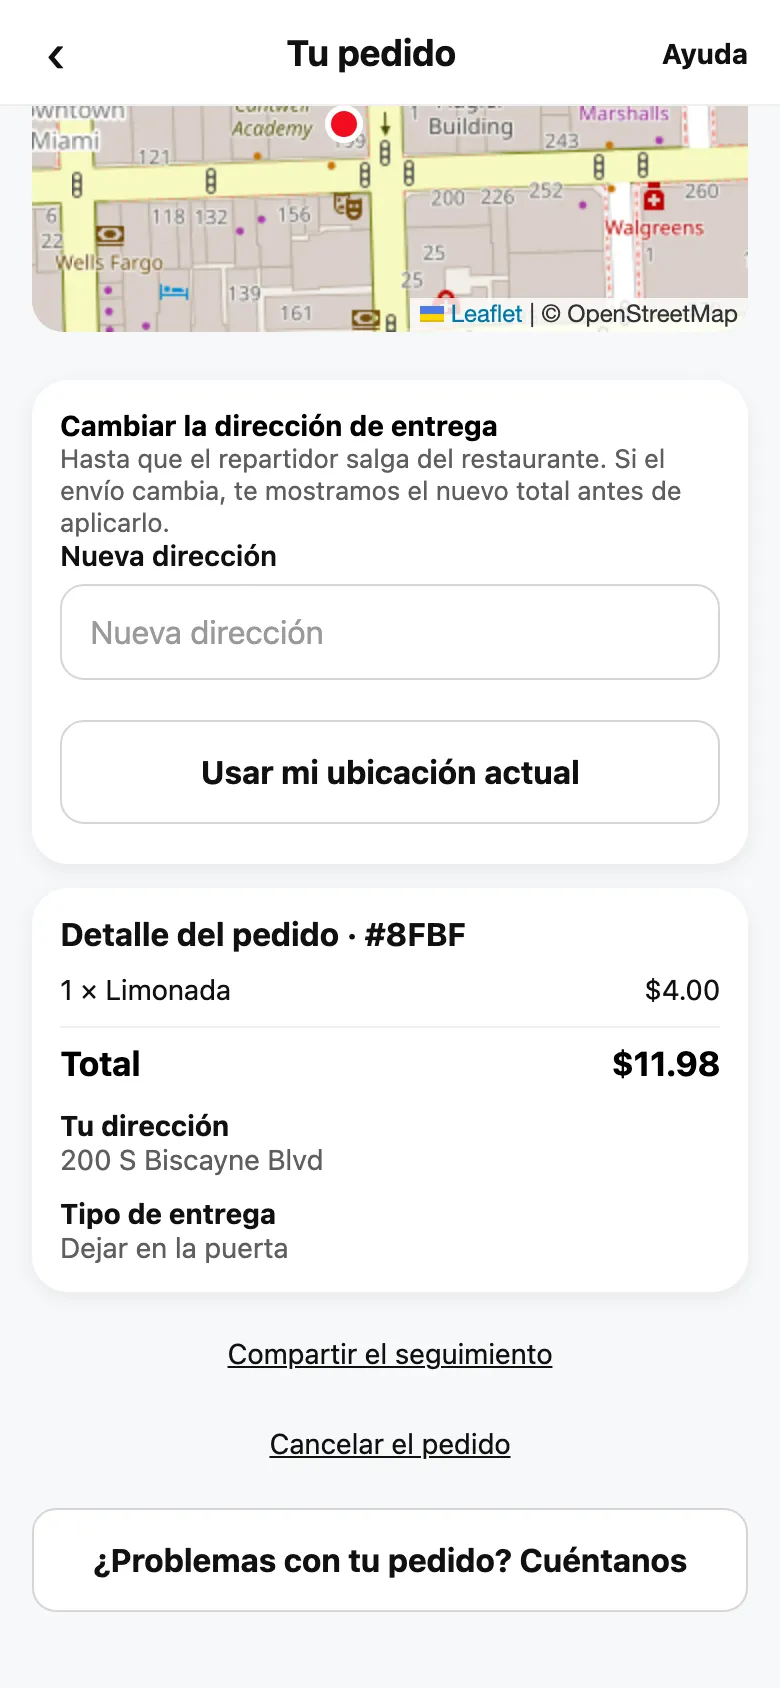 ‹ Tu pedido Ayuda
Academy
Building
Marshalls
Miami
121
243
118 132
156
200 226 252
260
6
22
Walgreens
Wells Fargo
25
1
25
139
161
Leaflet | © OpenStreetMap
Cambiar la dirección de entrega
Hasta que el repartidor salga del restaurante. Si el
envío cambia, te mostramos el nuevo total antes de
aplicarlo.
Nueva dirección
Nueva dirección
Usar mi ubicación actual
Detalle del pedido · #8FBF
1 × Limonada $4.00
Total $11.98
Tu dirección
200 S Biscayne Blvd
Tipo de entrega
Dejar en la puerta
Compartir el seguimiento
Cancelar el pedido
¿Problemas con tu pedido? Cuéntanos